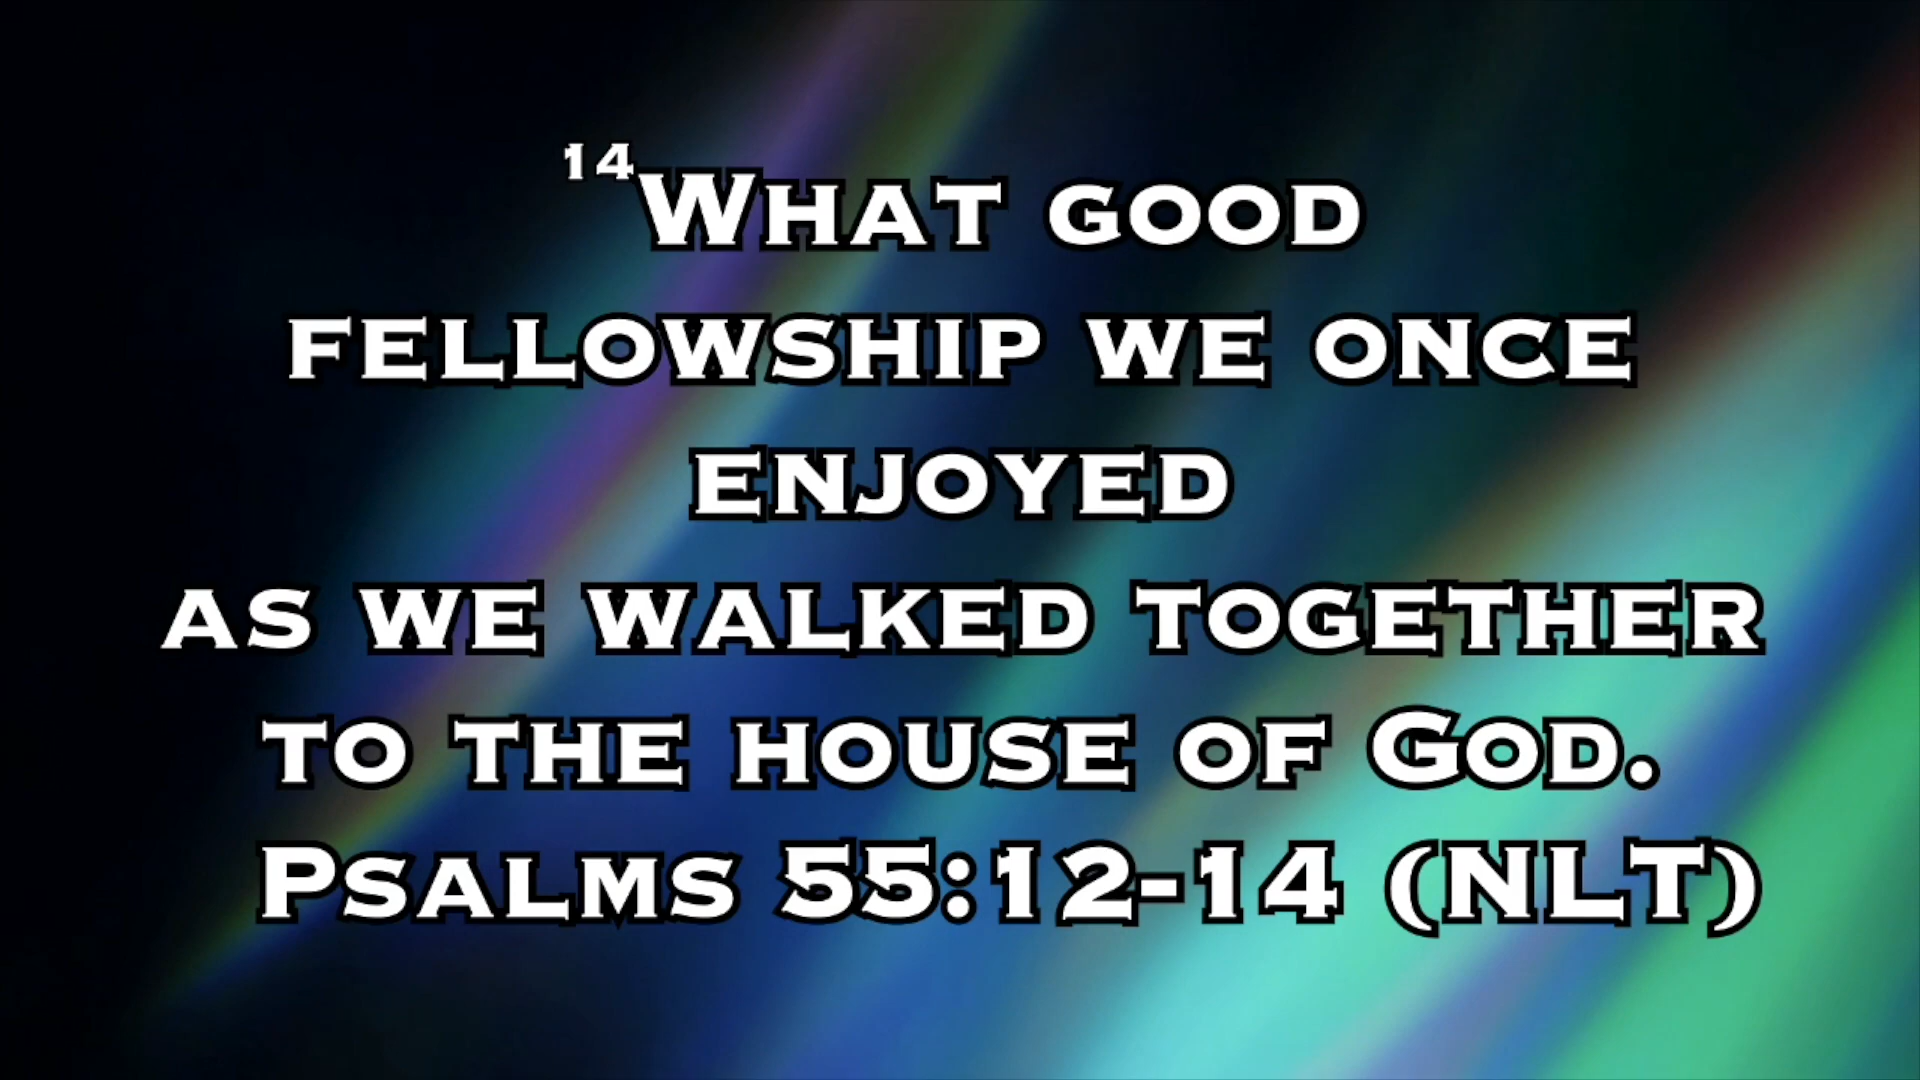 14What good
fellowship we once
enjoyed
as we walked together
to the house of God.
Psalms 55:12-14 (NLT)